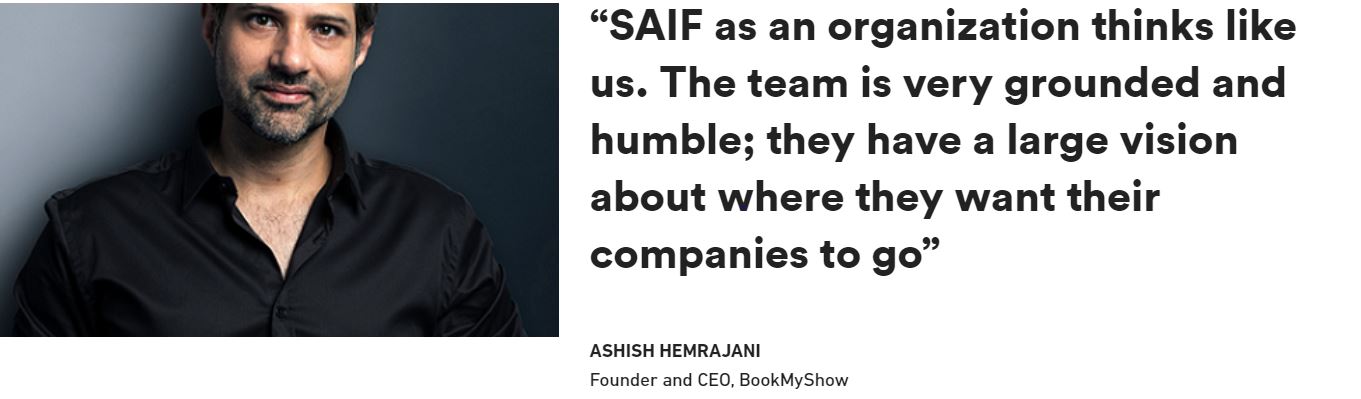 “SAIF as an organization thinks like
us. The team is very grounded and
humble; they have a large vision
about where they want their
companies to go”
ASHISH HEMRAJANI
Founder and CEO, BookMyShow